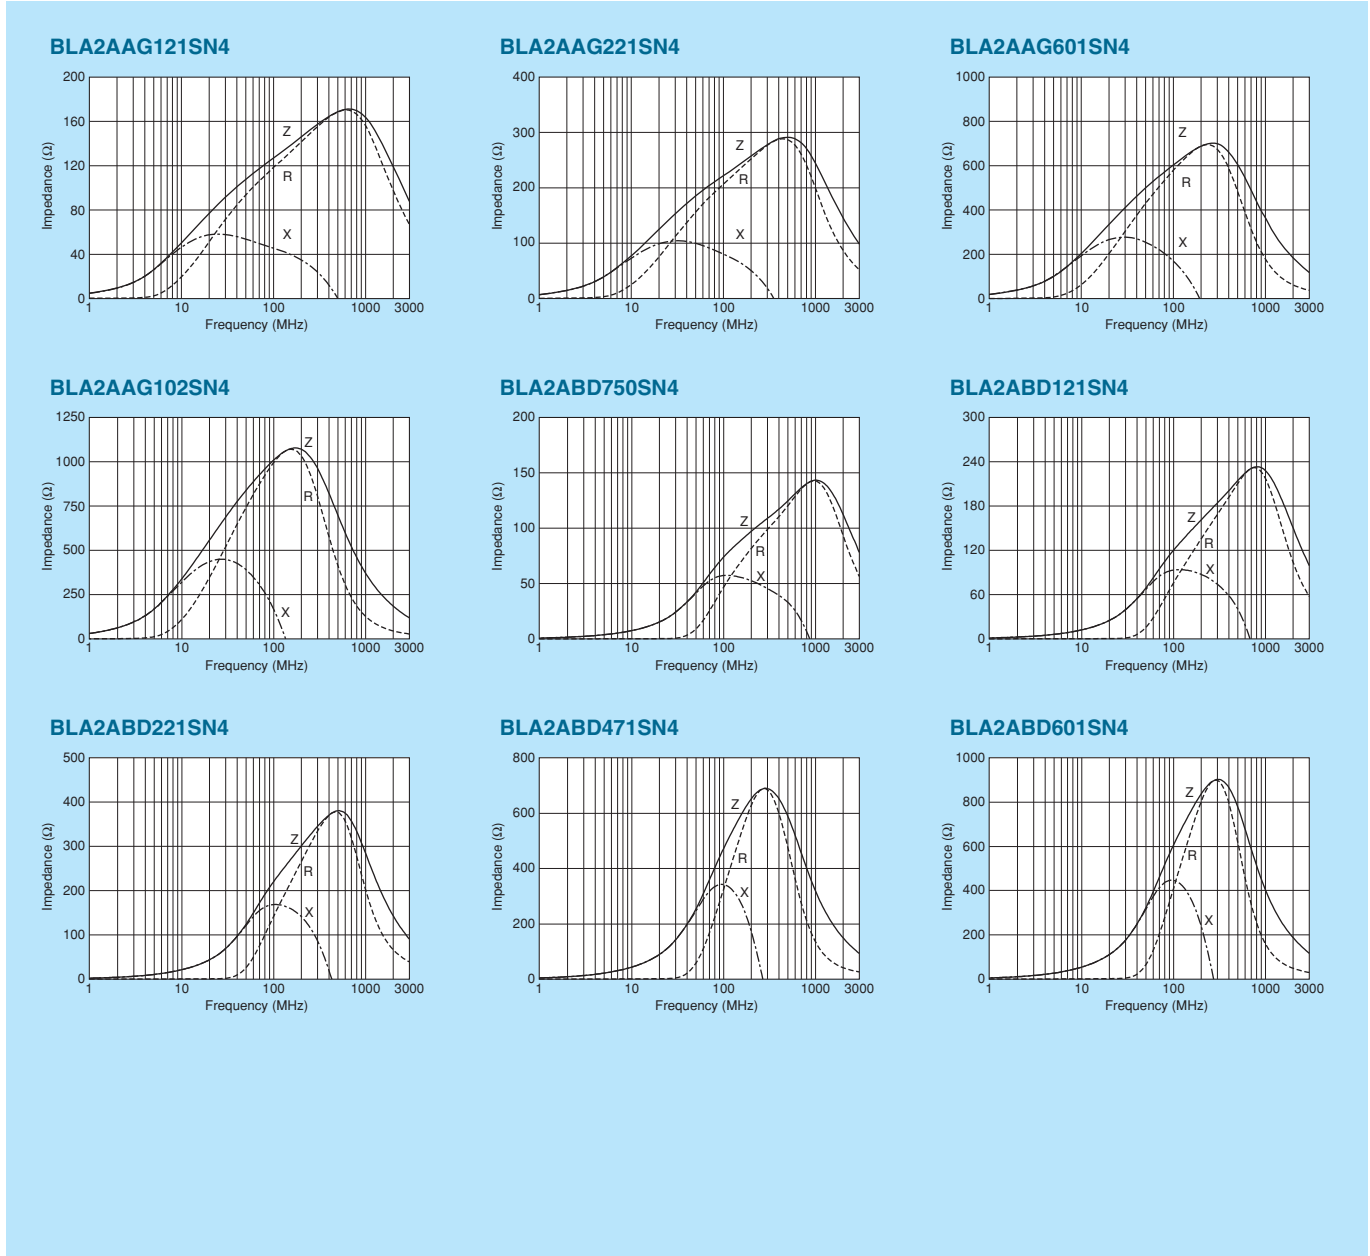 BLA2AAG121SN4
200
160
120
80
40
0
Impedance (Ω)
Z
R
X
1 10 100 1000 3000
Frequency (MHz)
BLA2AAG221SN4
400
300
200
100
0
Impedance (Ω)
Z
R
X
1 10 100 1000 3000
Frequency (MHz)
BLA2AAG601SN4
1000
800
600
400
200
0
Impedance (Ω)
Z
R
X
1 10 100 1000 3000
Frequency (MHz)
BLA2AAG102SN4
1250
1000
750
500
250
0
Impedance (Ω)
Z
R
X
1 10 100 1000 3000
Frequency (MHz)
BLA2ABD750SN4
200
150
100
50
0
Impedance (Ω)
Z
R
X
1 10 100 1000 3000
Frequency (MHz)
BLA2ABD121SN4
300
240
180
120
60
0
Impedance (Ω)
Z
R
X
1 10 100 1000 3000
Frequency (MHz)
BLA2ABD221SN4
500
400
300
200
100
0
Impedance (Ω)
Z
R
X
1 10 100 1000 3000
Frequency (MHz)
BLA2ABD471SN4
800
600
400
200
0
Impedance (Ω)
Z
R
X
1 10 100 1000 3000
Frequency (MHz)
BLA2ABD601SN4
1000
800
600
400
200
0
Impedance (Ω)
Z
R
X
1 10 100 1000 3000
Frequency (MHz)